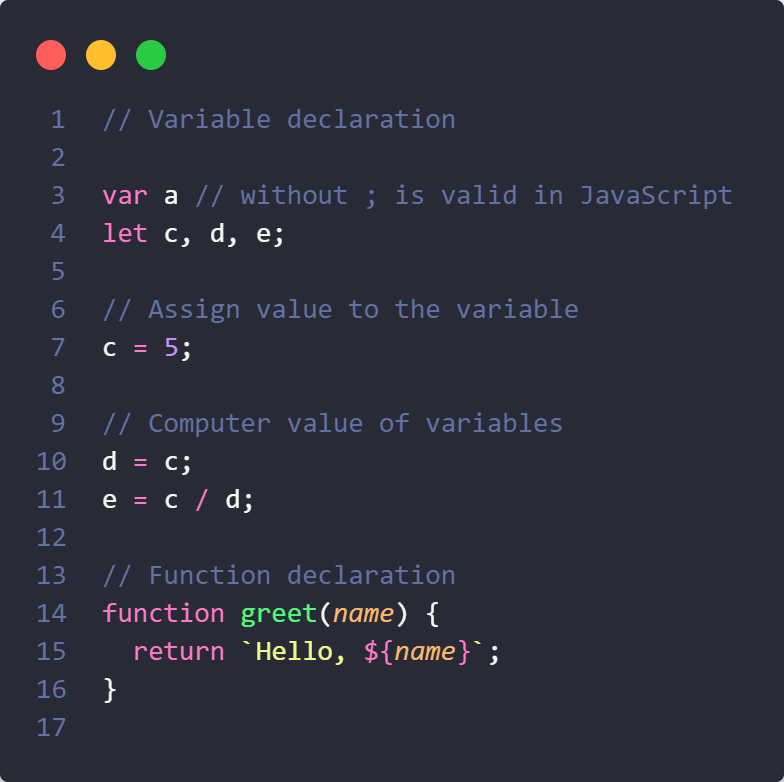 1 // Variable declaration
2
3 var a // without ; is valid in JavaScript
4 let c, d, e;
5
6 // Assign value to the variable
7 c = 5;
8
9 // Computer value of variables
10 d = c;
11 e = c / d;
12
13 // Function declaration
14 function greet(name) {
15   return `Hello, ${name}`;
16 }
17